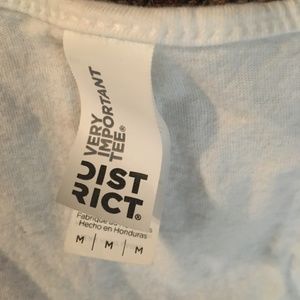 VERY
IMPORTANT
TEE®
DIST
RICT®
Hecho en Honduras
M | M | M